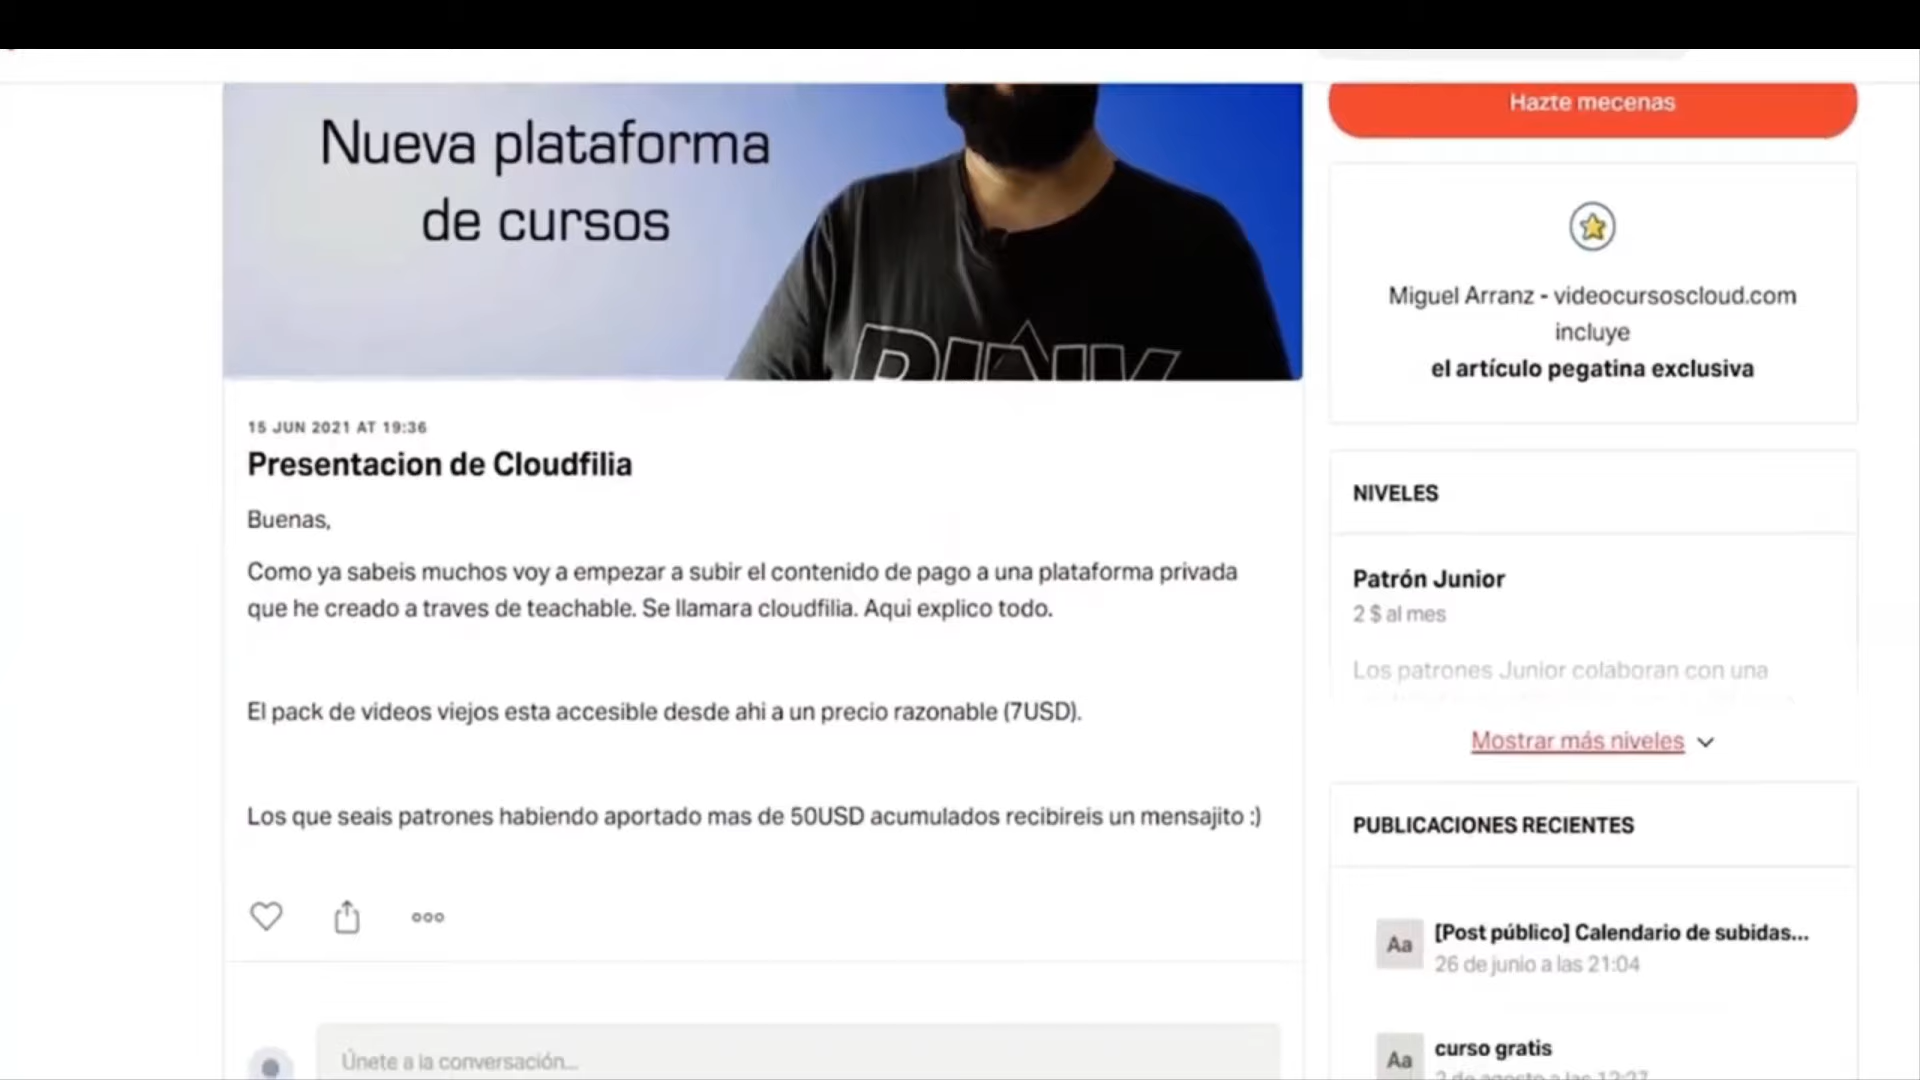 Nueva plataforma
de cursos
15 JUN 2021 AT 19:36
Presentacion de Cloudfilia
Buenas,
Como ya sabeis muchos voy a empezar a subir el contenido de pago a una plataforma privada
que he creado a traves de teachable. Se llamara cloudfilia. Aqui explico todo.
El pack de videos viejos esta accesible desde ahi a un precio razonable (7USD).
Los que seais patrones habiendo aportado mas de 50USD acumulados recibireis un mensajito :)
Únete a la conversación...
Hazte mecenas
Miguel Arranz - videocursoscloud.com
incluye
el artículo pegatina exclusiva
NIVELES
Patrón Junior
2 $ al mes
Los patrones Junior colaboran con una
Mostrar más niveles
PUBLICACIONES RECIENTES
Aa
[Post público] Calendario de subidas...
26 de junio a las 21:04
Aa
curso gratis